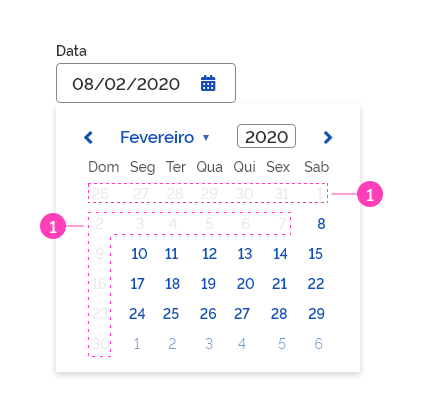 Data
08/02/2020
Fevereiro 2020
Dom Seg Ter Qua Qui Sex Sab
26 27 28 29 30 31 1 1
1 2 3 4 5 6 7 8
9 10 11 12 13 14 15
16 17 18 19 20 21 22
23 24 25 26 27 28 29
30 1 2 3 4 5 6